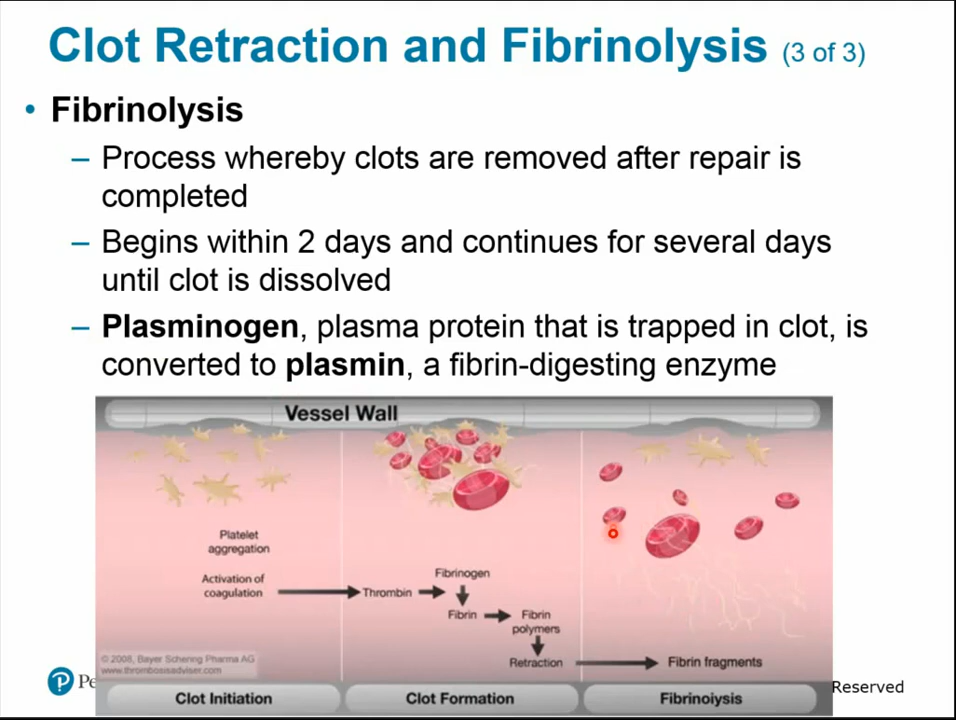 Clot Retraction and Fibrinolysis (3 of 3)
• Fibrinolysis
– Process whereby clots are removed after repair is
completed
– Begins within 2 days and continues for several days
until clot is dissolved
– Plasminogen, plasma protein that is trapped in clot, is
converted to plasmin, a fibrin-digesting enzyme
Vessel Wall
Platelet
aggregation
Activation of
coagulation
Thrombin
Fibrinogen
Fibrin
Fibrin
polymers
Retraction
Fibrin fragments
© 2008, Bayer Schering Pharma AG
www.thrombosisadviser.com
Clot Initiation
Clot Formation
Fibrinoiysis
P Pe
Reserved